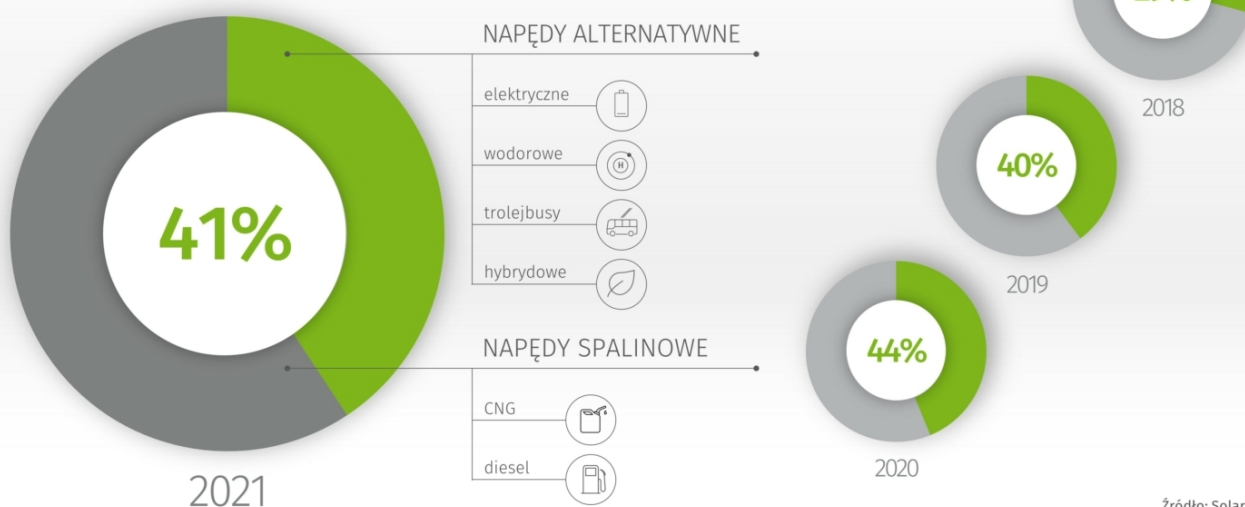 41%
2021
NAPĘDY ALTERNATYWNE
elektryczne
wodorowe
H
trolejbusy
hybrydowe
NAPĘDY SPALINOWE
CNG
diesel
2018
40%
2019
44%
2020
Źródło: Solar